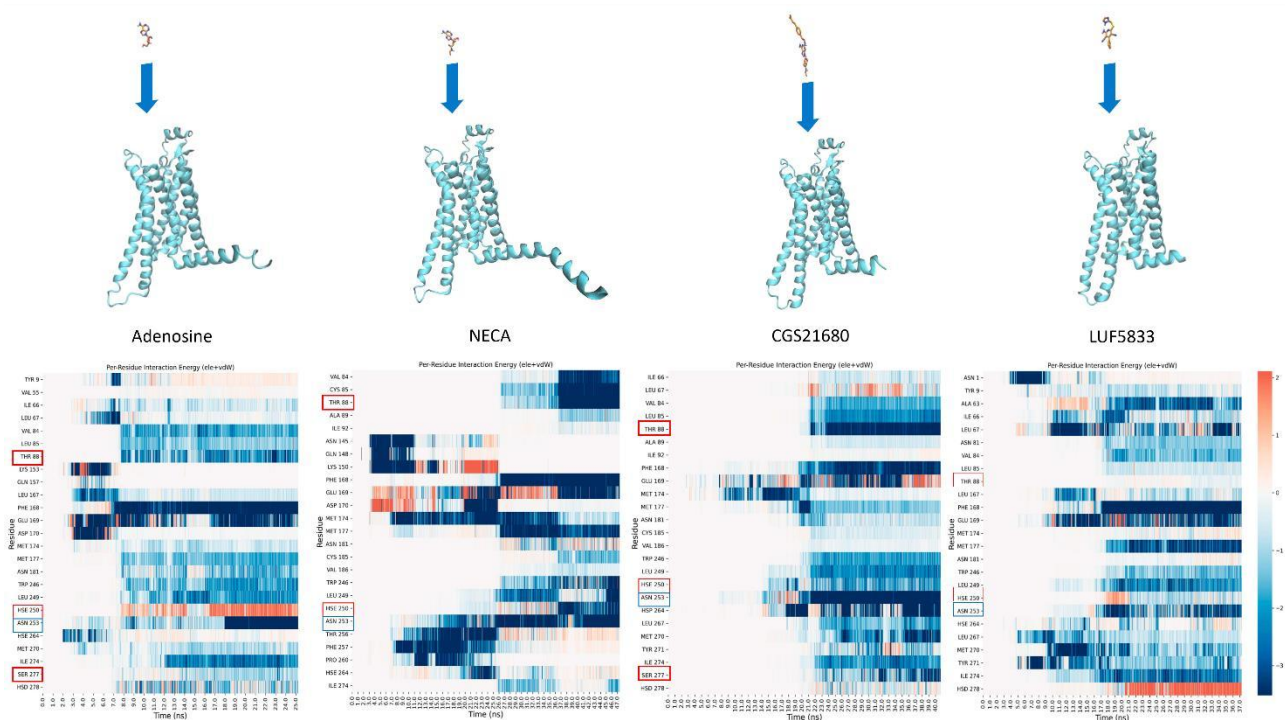 Adenosine
NECA
CGS21680
LUF5833
Per-Residue Interaction Energy (ele+vdW)
Residue
TYR 9
VAL 55
ILE 66
LEU 67
VAL 84
LEU 85
THR 88
LYS 153
GLN 157
LEU 167
PHE 168
GLU 169
ASP 170
MET 174
MET 177
ASN 181
TRP 246
LEU 249
HSE 250
ASN 253
HSE 264
MET 270
ILE 274
SER 277
HSD 278
Time (ns)
Per-Residue Interaction Energy (ele+vdW)
Residue
VAL 84
CYS 85
THR 88
ALA 89
ILE 92
ASN 145
GLN 148
LYS 150
PHE 168
GLU 169
ASP 170
MET 174
MET 177
ASN 181
CYS 185
VAL 186
TRP 246
LEU 249
HSE 250
ASN 253
THR 256
PHE 257
PRO 260
HSE 264
ILE 274
Time (ns)
Per-Residue Interaction Energy (ele+vdW)
Residue
ILE 66
LEU 67
VAL 84
LEU 85
THR 88
ALA 89
ILE 92
PHE 168
GLU 169
MET 174
MET 177
ASN 181
CYS 185
VAL 186
TRP 246
LEU 249
HSE 250
ASN 253
HSP 264
LEU 267
MET 270
TYR 271
ILE 274
SER 277
HSD 278
Time (ns)
Per-Residue Interaction Energy (ele+vdW)
Residue
ASN 1
TYR 9
ALA 63
ILE 66
LEU 67
ASN 81
VAL 84
LEU 85
THR 88
LEU 167
PHE 168
GLU 169
MET 174
MET 177
ASN 181
TRP 246
LEU 249
HSE 250
ASN 253
HSE 264
LEU 267
MET 270
TYR 271
ILE 274
HSD 278
Time (ns)
2
1
0
−1
−2
−3